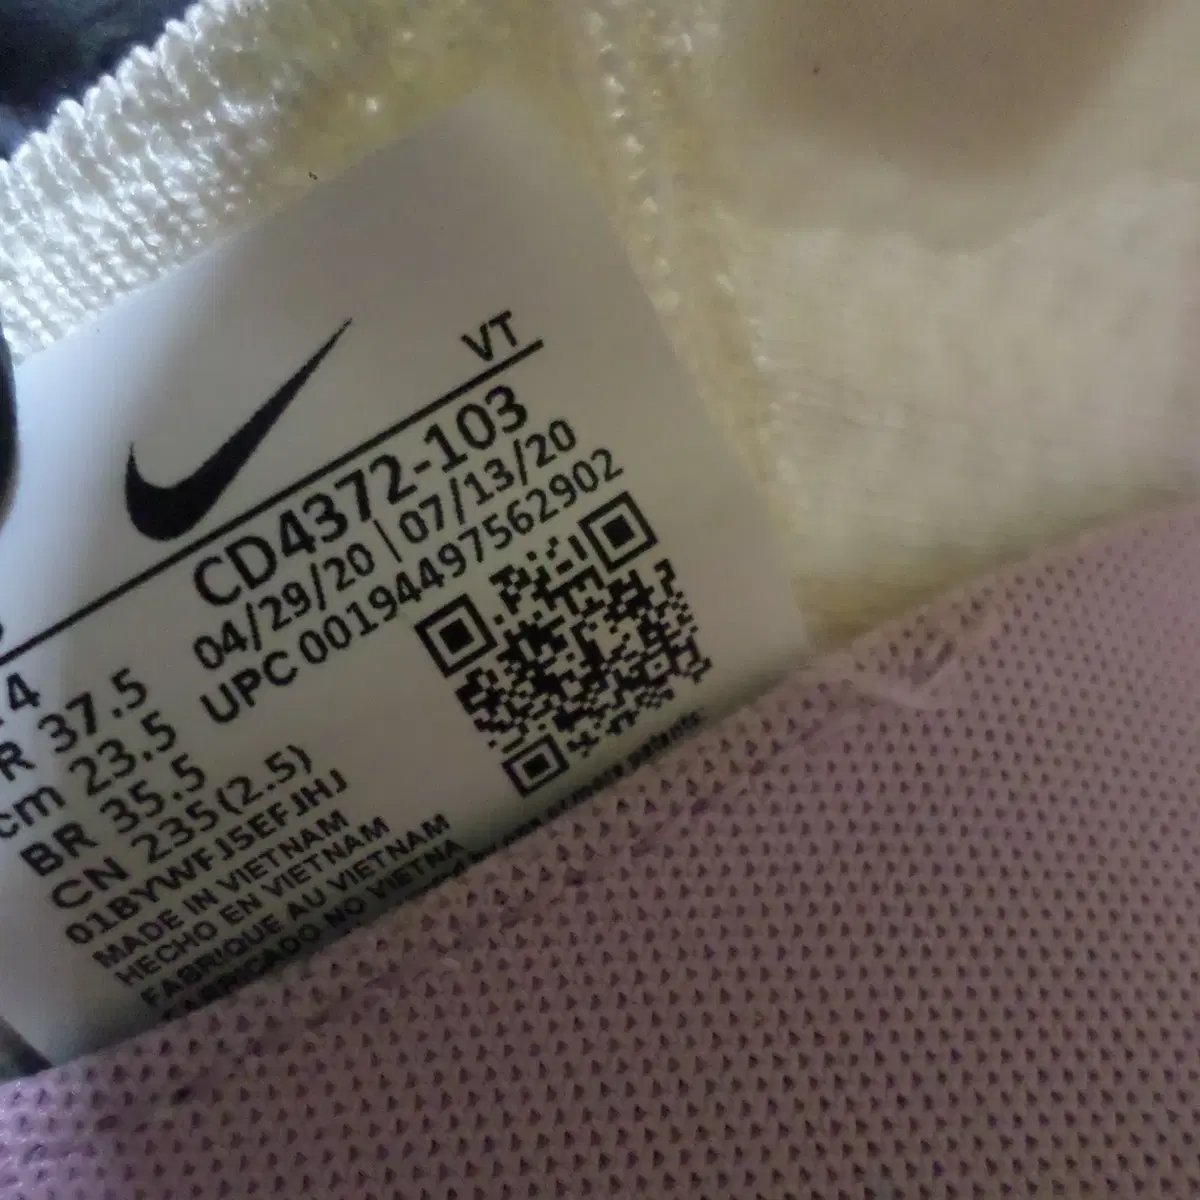 VT
CD4372-103
04/29/20 | 07/13/20
UPC 00194497562902
4
R 37.5
cm 23.5
BR 35.5
CN 235(2.5)
01BYWFJ5EFJHJ
MADE IN VIETNAM
HECHO EN VIETNAM
FABRIQUE AU VIETNAM
FABRICADO NO VIETNA